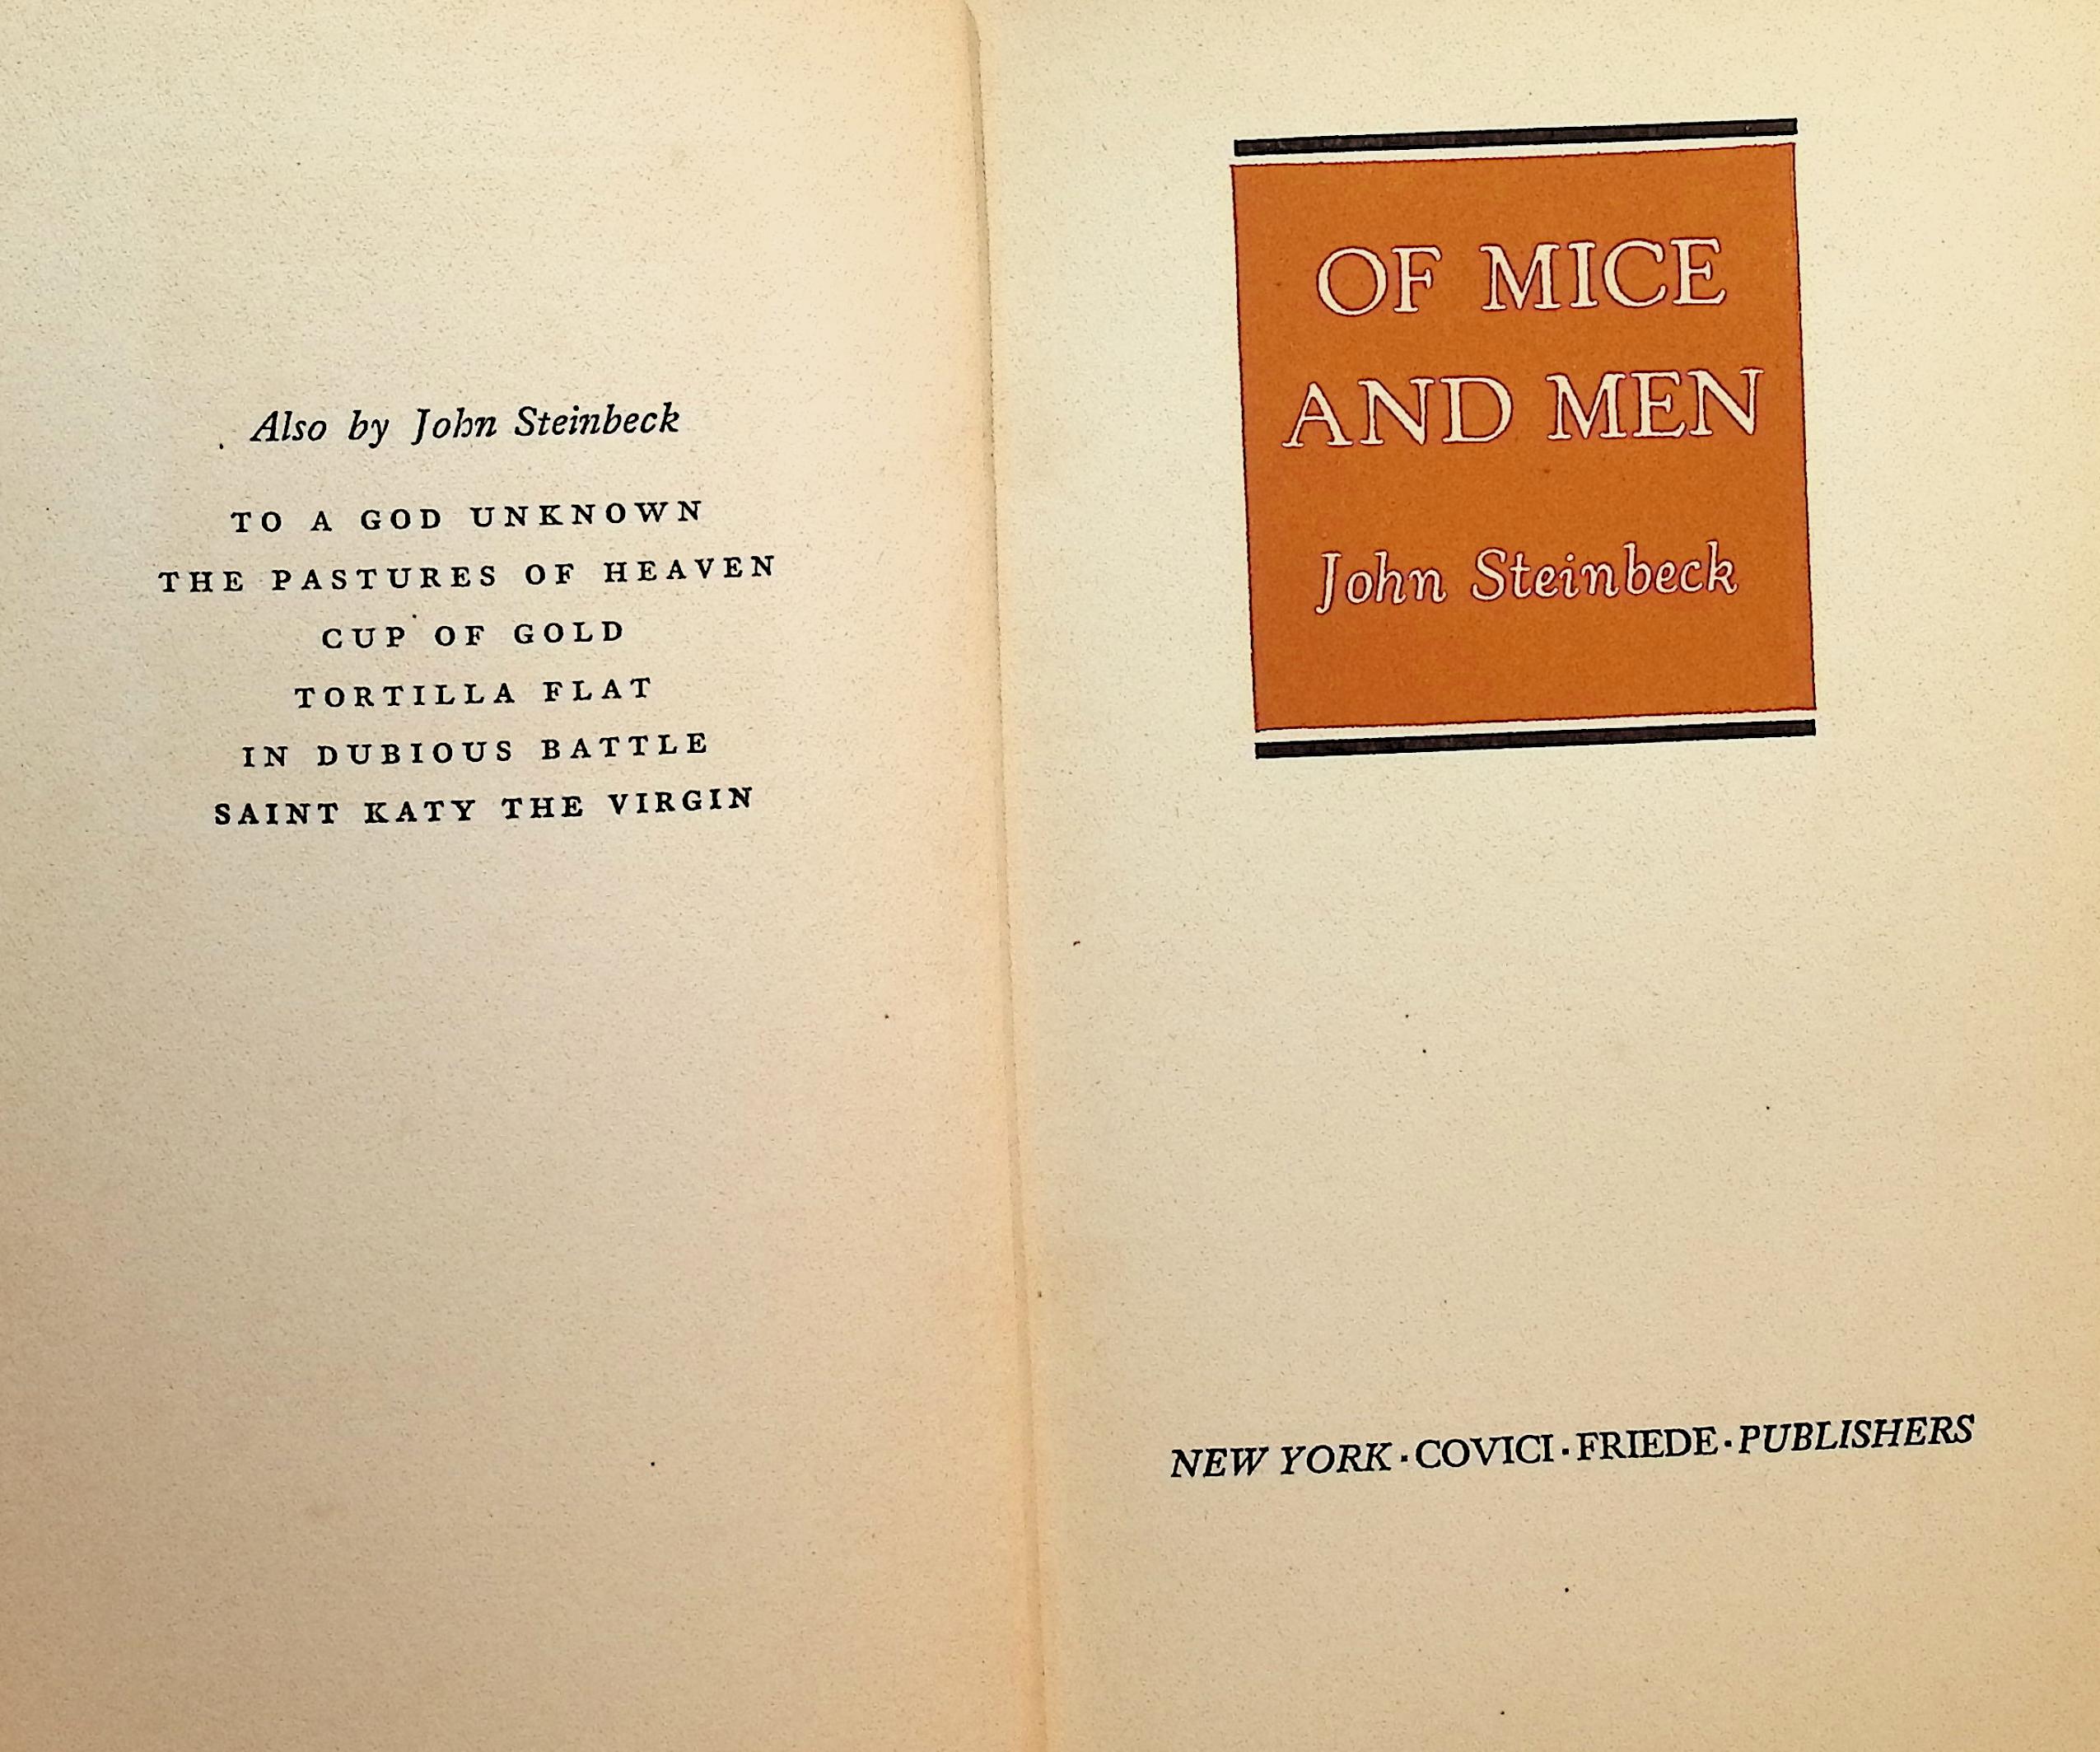 Also by John Steinbeck
TO A GOD UNKNOWN
THE PASTURES OF HEAVEN
CUP OF GOLD
TORTILLA FLAT
IN DUBIOUS BATTLE
SAINT KATY THE VIRGIN
OF MICE
AND MEN
John Steinbeck
NEW YORK · COVICI · FRIEDE · PUBLISHERS